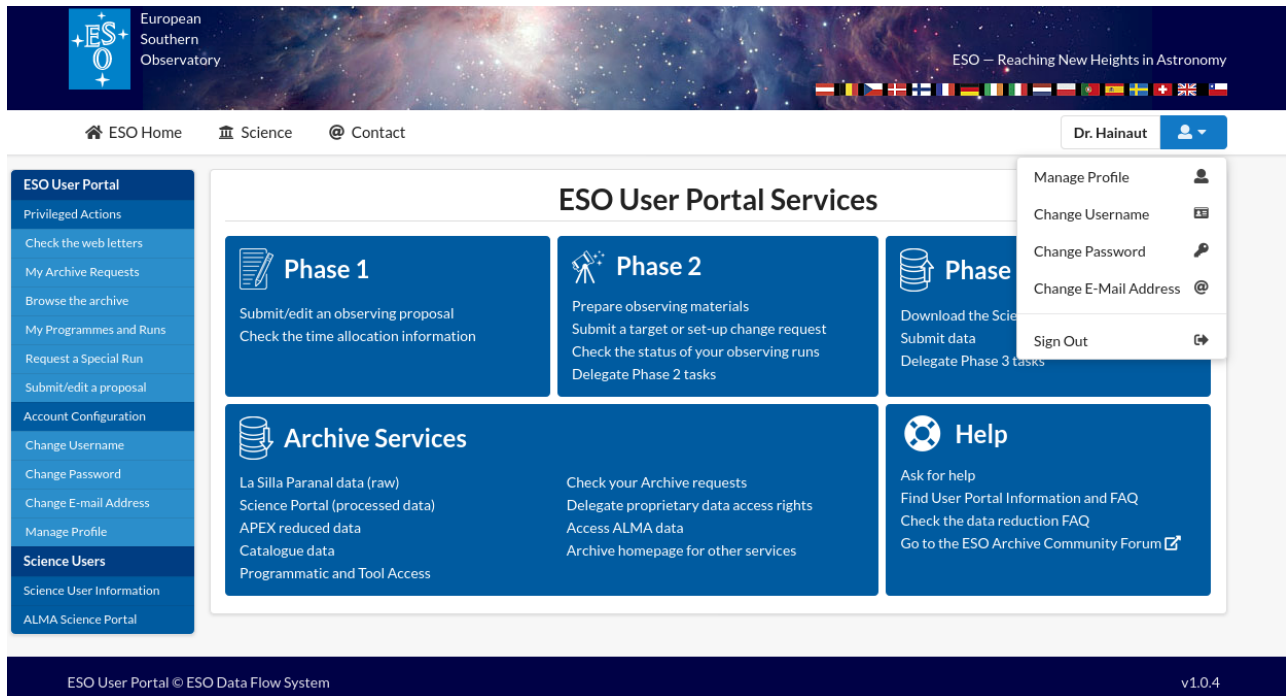 European
Southern
Observatory
ESO — Reaching New Heights in Astronomy
ESO Home
Science
@ Contact
Dr. Hainaut
Manage Profile
Change Username
Change Password
Change E-Mail Address @
Sign Out
ESO User Portal
Privileged Actions
Check the web letters
My Archive Requests
Browse the archive
My Programmes and Runs
Request a Special Run
Submit/edit a proposal
Account Configuration
Change Username
Change Password
Change E-mail Address
Manage Profile
Science Users
Science User Information
ALMA Science Portal
ESO User Portal Services
Phase 1
Submit/edit an observing proposal
Check the time allocation information
Phase 2
Prepare observing materials
Submit a target or set-up change request
Check the status of your observing runs
Delegate Phase 2 tasks
Phase
Download the Scie
Submit data
Delegate Phase 3 tasks
Archive Services
La Silla Paranal data (raw)
Science Portal (processed data)
APEX reduced data
Catalogue data
Programmatic and Tool Access
Check your Archive requests
Delegate proprietary data access rights
Access ALMA data
Archive homepage for other services
Help
Ask for help
Find User Portal Information and FAQ
Check the data reduction FAQ
Go to the ESO Archive Community Forum
ESO User Portal © ESO Data Flow System
v1.0.4